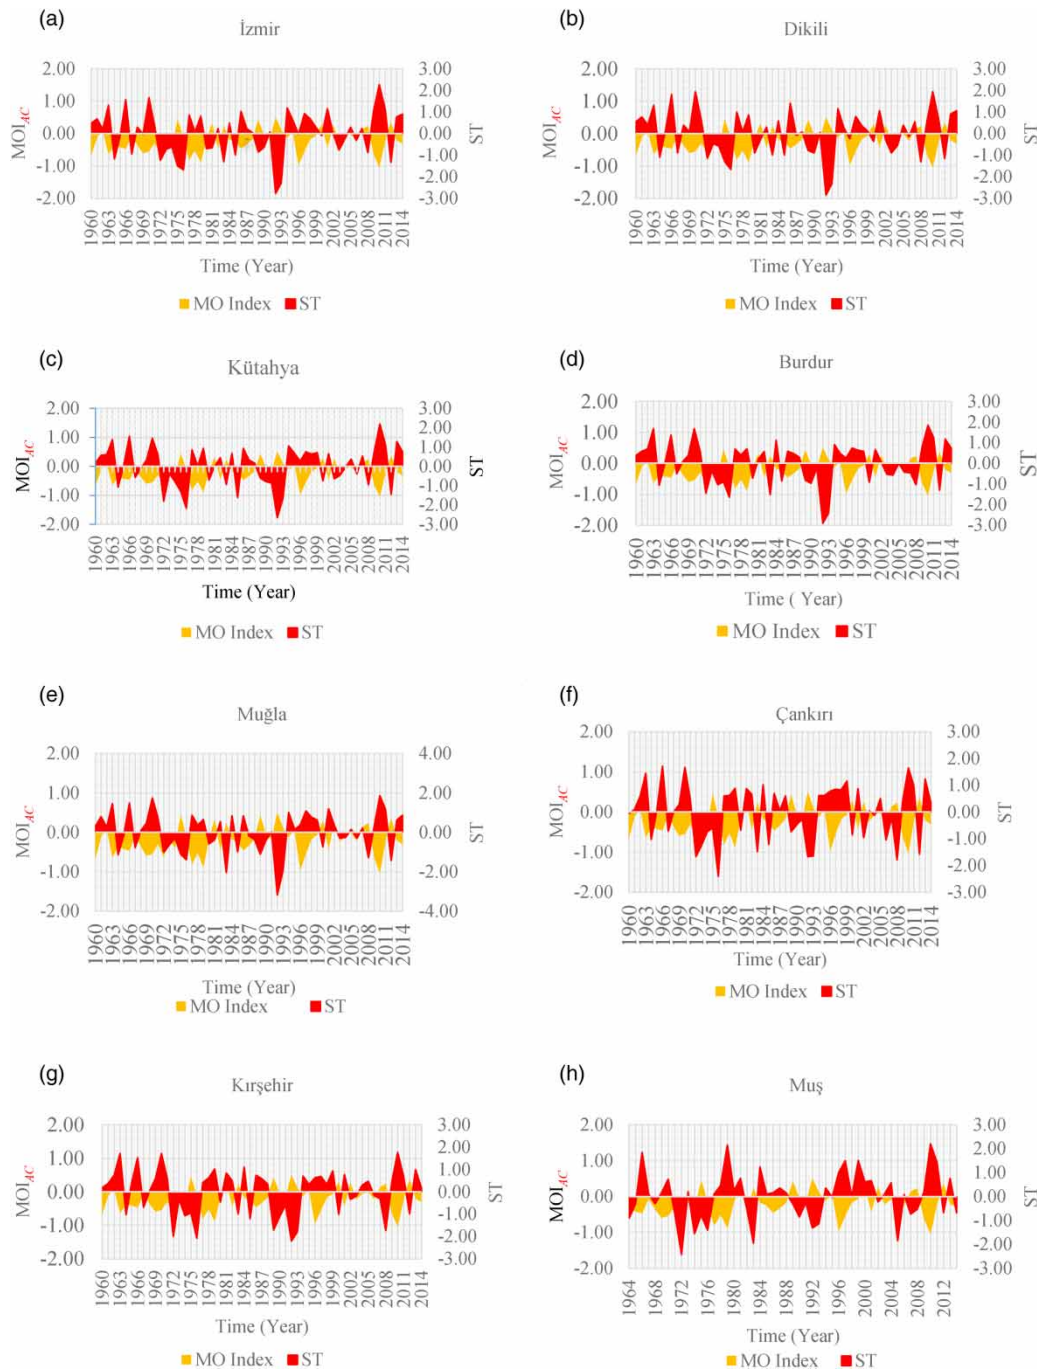 (a)
İzmir
2.00
1.00
0.00
-1.00
-2.00
MOI_AC
3.00
2.00
1.00
0.00
-1.00
-2.00
-3.00
ST
1960 1963 1966 1969 1972 1975 1978 1981 1984 1987 1990 1993 1996 1999 2002 2005 2008 2011 2014
Time (Year)
MO Index ST
(b)
Dikili
2.00
1.00
0.00
-1.00
-2.00
MOI_AC
3.00
2.00
1.00
0.00
-1.00
-2.00
-3.00
ST
1960 1963 1966 1969 1972 1975 1978 1981 1984 1987 1990 1993 1996 1999 2002 2005 2008 2011 2014
Time (Year)
MO Index ST
(c)
Kütahya
2.00
1.00
0.00
-1.00
-2.00
MOI_AC
3.00
2.00
1.00
0.00
-1.00
-2.00
-3.00
ST
1960 1963 1966 1969 1972 1975 1978 1981 1984 1987 1990 1993 1996 1999 2002 2005 2008 2011 2014
Time (Year)
MO Index ST
(d)
Burdur
2.00
1.00
0.00
-1.00
-2.00
MOI_AC
3.00
2.00
1.00
0.00
-1.00
-2.00
-3.00
ST
1960 1963 1966 1969 1972 1975 1978 1981 1984 1987 1990 1993 1996 1999 2002 2005 2008 2011 2014
Time ( Year)
MO Index ST
(e)
Muğla
2.00
1.00
0.00
-1.00
-2.00
MOI_AC
4.00
2.00
0.00
-2.00
-4.00
ST
1960 1963 1966 1969 1972 1975 1978 1981 1984 1987 1990 1993 1996 1999 2002 2005 2008 2011 2014
Time (Year)
MO Index ST
(f)
Çankırı
2.00
1.00
0.00
-1.00
-2.00
MOI_AC
3.00
2.00
1.00
0.00
-1.00
-2.00
-3.00
ST
1960 1963 1966 1969 1972 1975 1978 1981 1984 1987 1990 1993 1996 1999 2002 2005 2008 2011 2014
Time (Year)
MO Index ST
(g)
Kırşehir
2.00
1.00
0.00
-1.00
-2.00
MOI_AC
3.00
2.00
1.00
0.00
-1.00
-2.00
-3.00
ST
1960 1963 1966 1969 1972 1975 1978 1981 1984 1987 1990 1993 1996 1999 2002 2005 2008 2011 2014
Time (Year)
MO Index ST
(h)
Muş
2.00
1.00
0.00
-1.00
-2.00
MOI_AC
3.00
2.00
1.00
0.00
-1.00
-2.00
-3.00
ST
1964 1968 1972 1976 1980 1984 1988 1992 1996 2000 2004 2008 2012
Time (Year)
MO Index ST